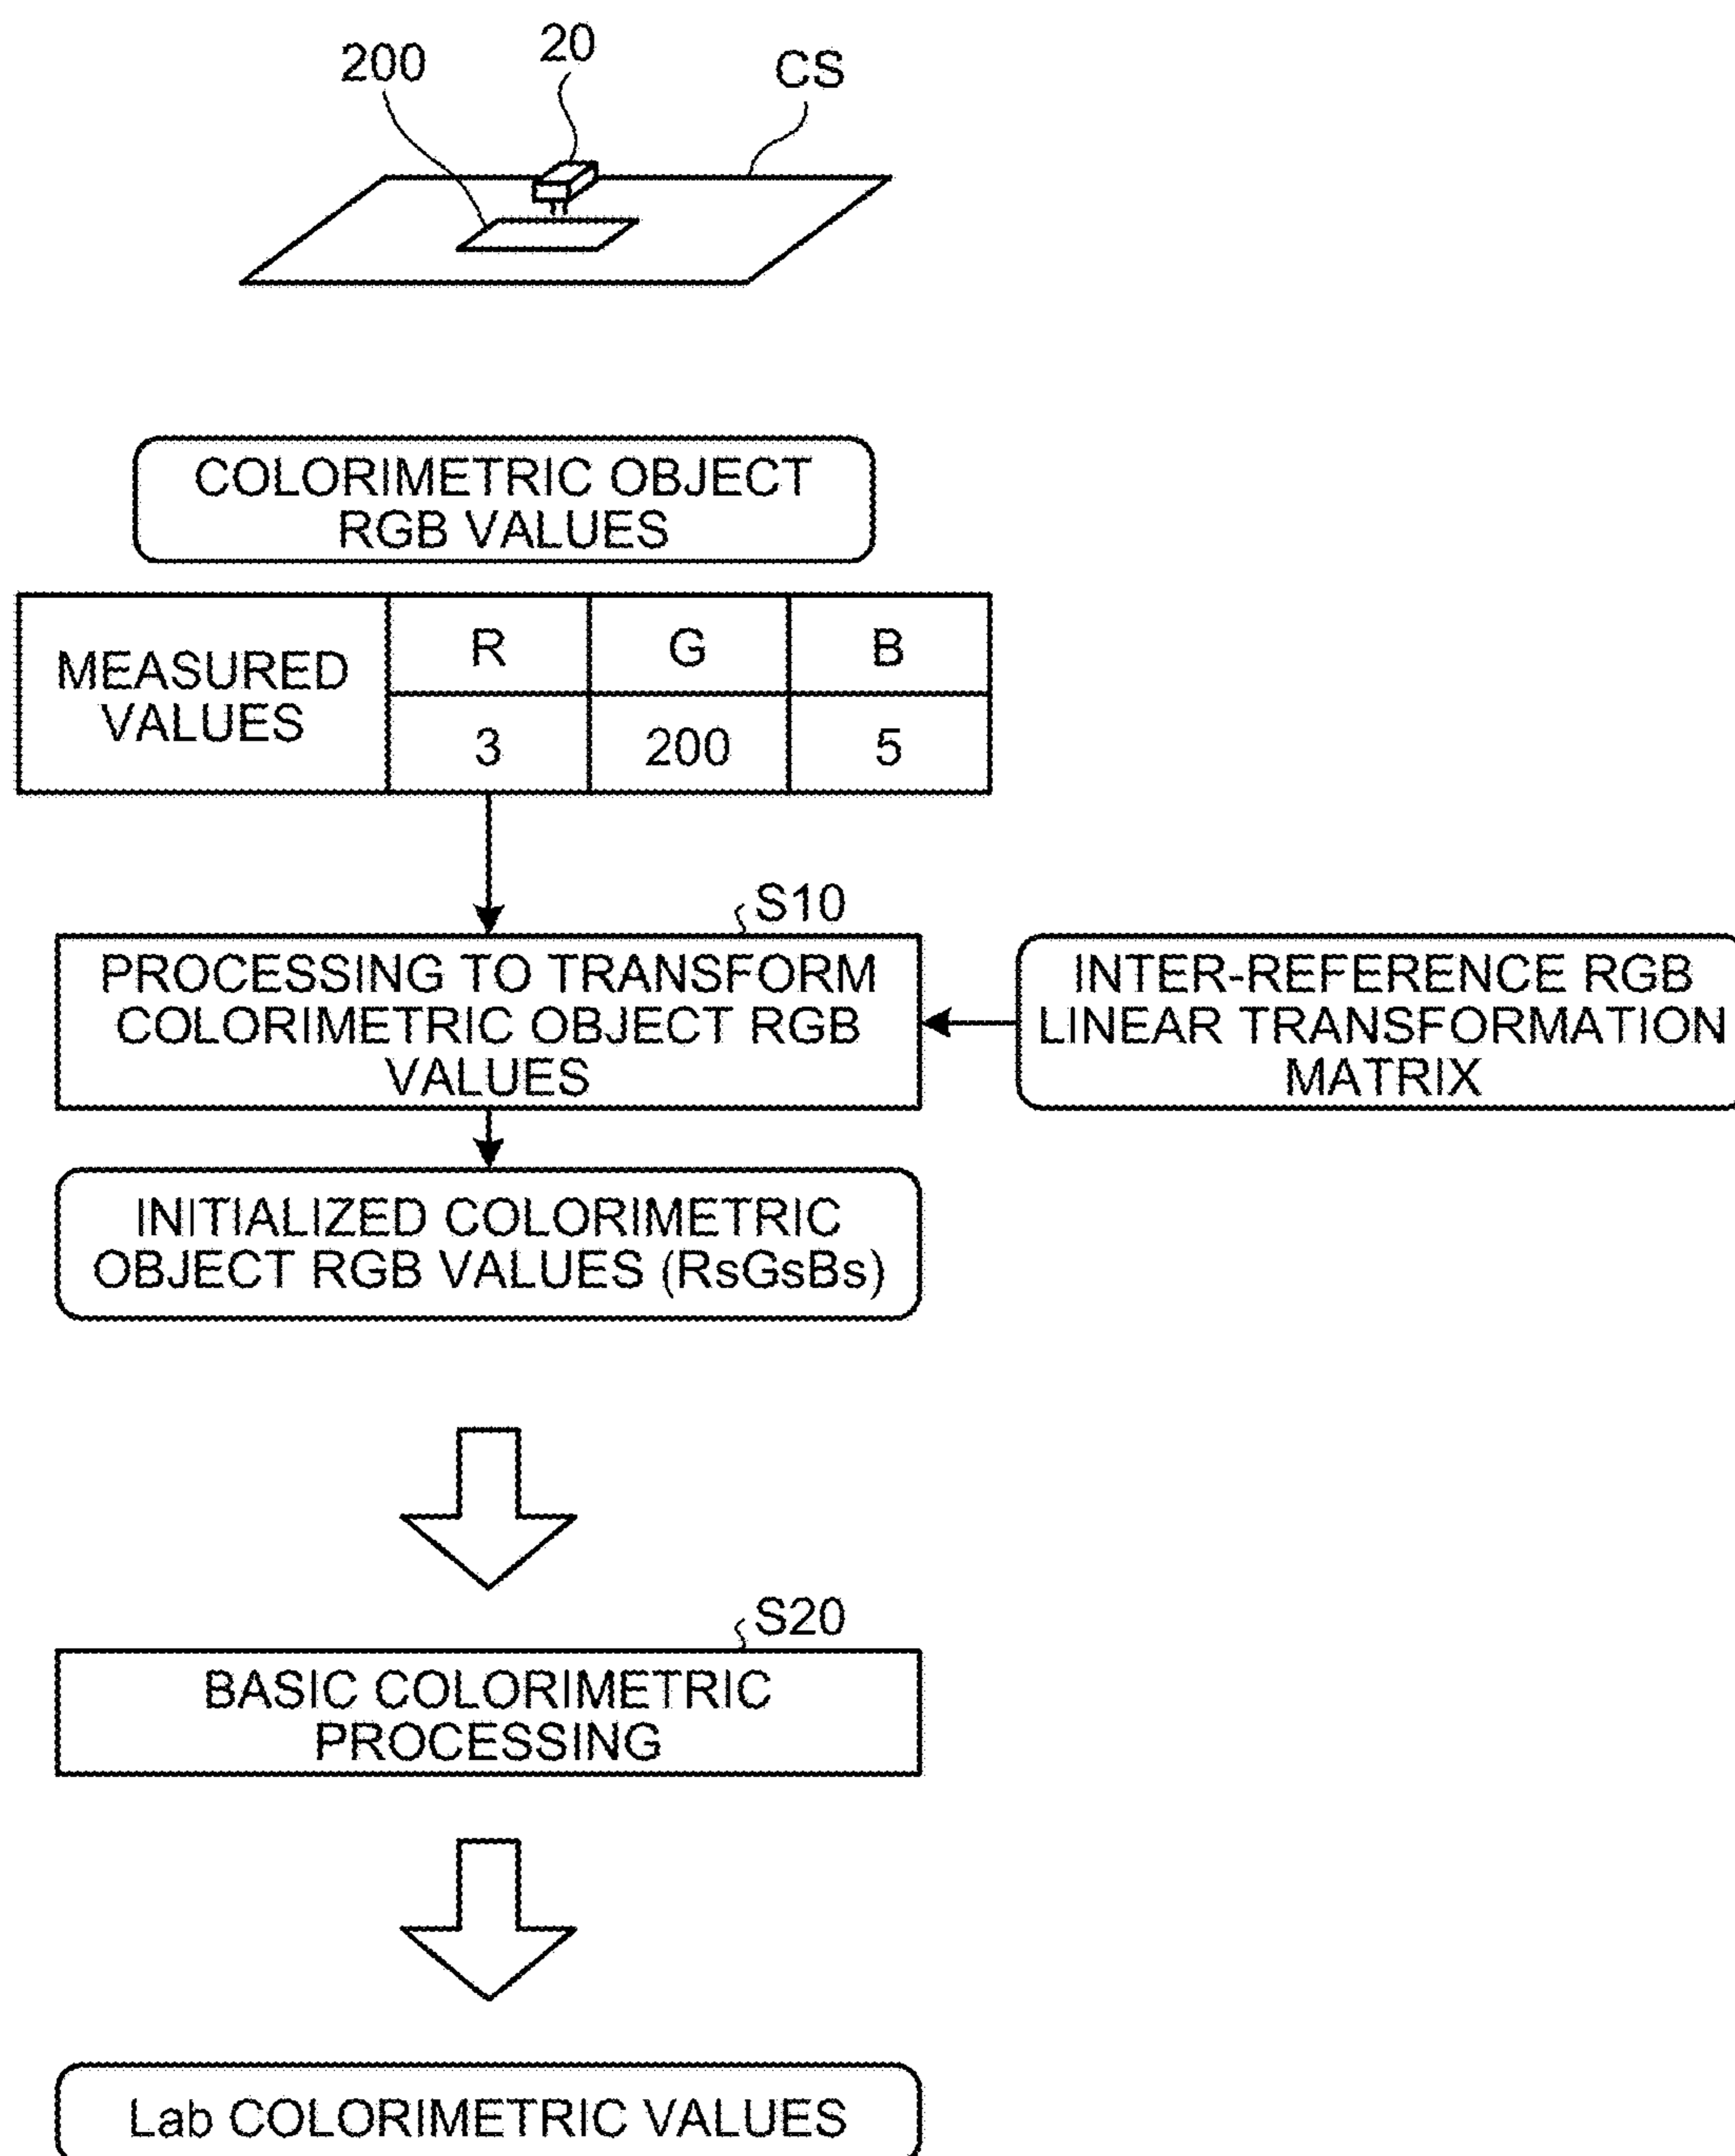 200 20 CS
COLORIMETRIC OBJECT
RGB VALUES
MEASURED
VALUES
R G B
3 200 5
S10
PROCESSING TO TRANSFORM
COLORIMETRIC OBJECT RGB
VALUES
INTER-REFERENCE RGB
LINEAR TRANSFORMATION
MATRIX
INITIALIZED COLORIMETRIC
OBJECT RGB VALUES (RsGsBs)
S20
BASIC COLORIMETRIC
PROCESSING
Lab COLORIMETRIC VALUES